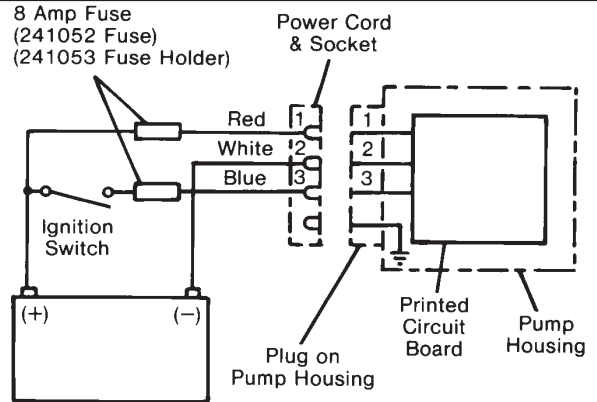 8 Amp Fuse
(241052 Fuse)
(241053 Fuse Holder)
Power Cord
& Socket
Red
1
1
White
2
2
Blue
3
3
Ignition
Switch
(+)
(−)
Plug on
Pump Housing
Printed
Circuit
Board
Pump
Housing